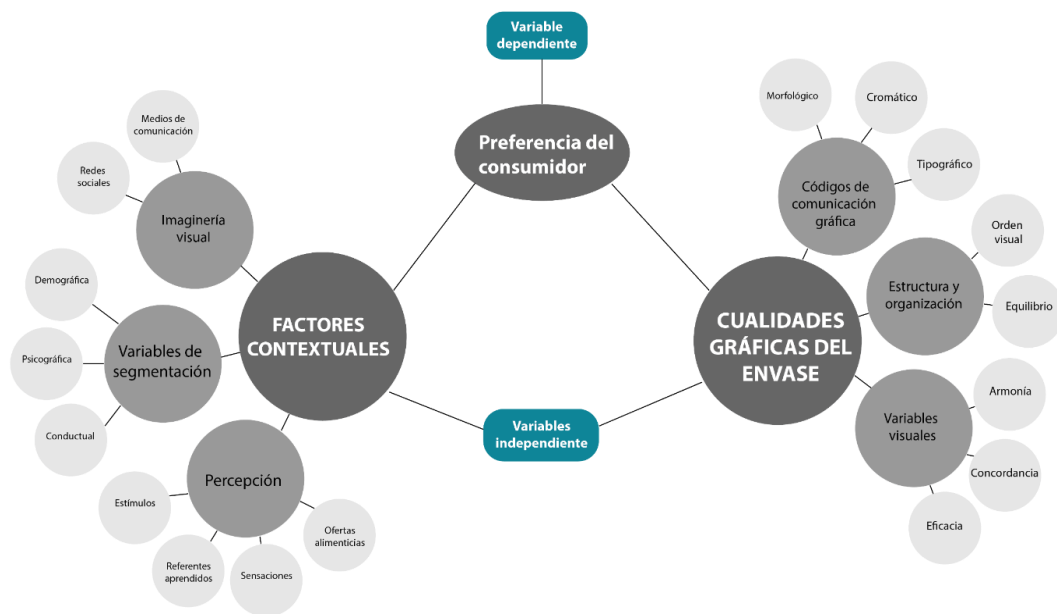 Variable
dependiente
Preferencia del
consumidor
Medios de
comunicación
Redes
sociales
Imaginería
visual
Demográfica
Psicográfica
Conductual
Variables de
segmentación
FACTORES
CONTEXTUALES
Percepción
Estímulos
Referentes
aprendidos
Sensaciones
Ofertas
alimenticias
Variables
independiente
Morfológico
Cromático
Tipográfico
Códigos de
comunicación
gráfica
Orden
visual
Equilibrio
Estructura y
organización
CUALIDADES
GRÁFICAS DEL
ENVASE
Variables
visuales
Armonía
Concordancia
Eficacia